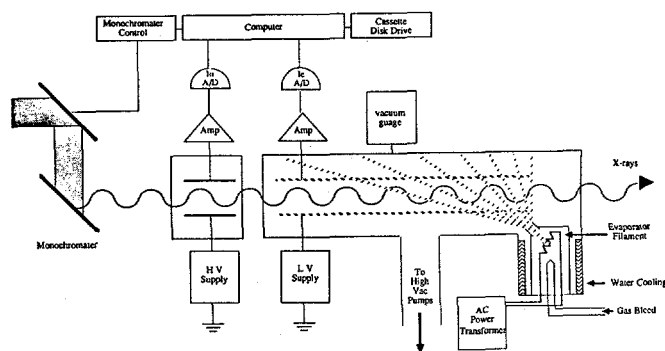 Monochromater
Control
Computer
Cassette
Disk Drive
Io
A/D
Ie
A/D
Amp
Amp
vacuum
guage
X-rays
Monochromater
H V
Supply
L V
Supply
To
High
Vac
Pumps
AC
Power
Transformer
Evaporator
Filament
Water Cooling
Gas Bleed